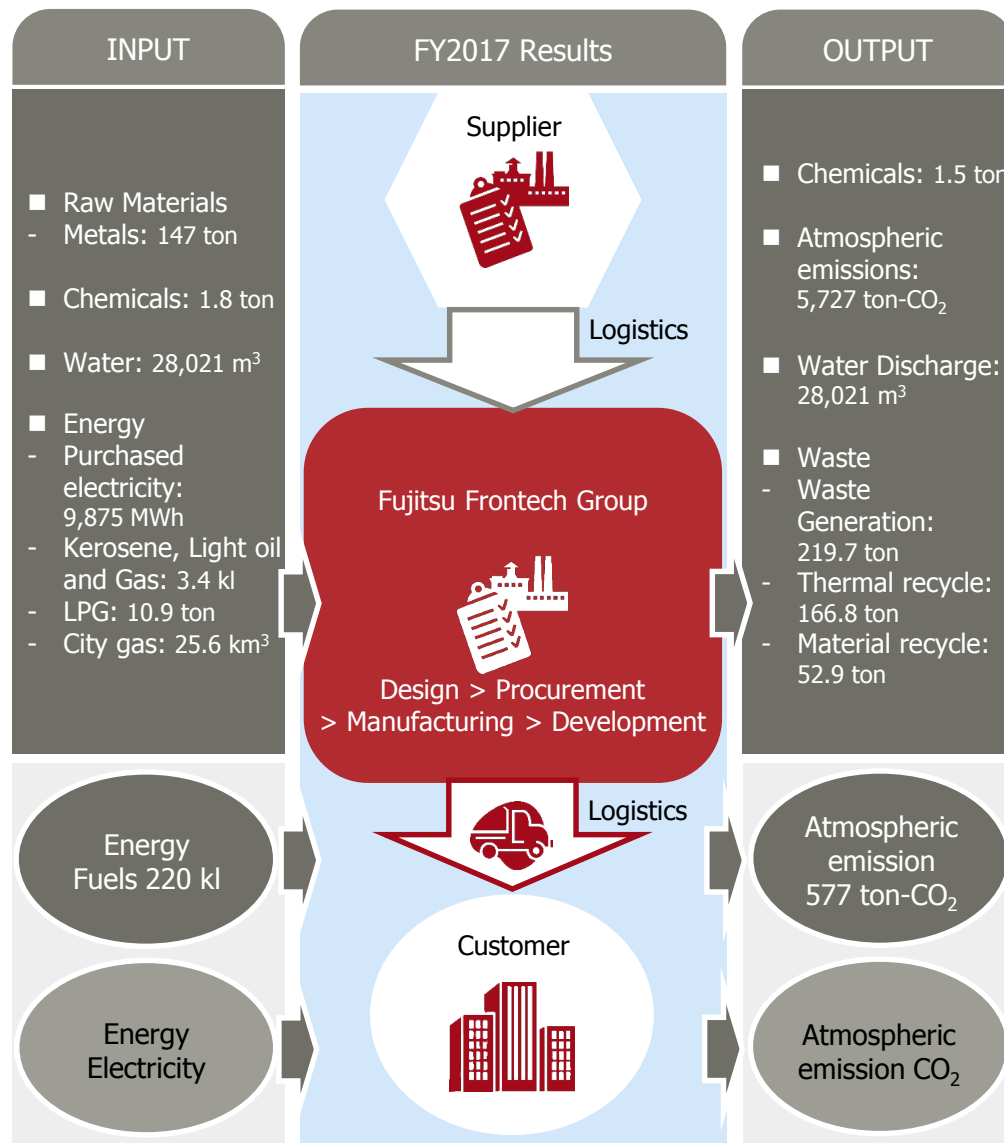 INPUT
■ Raw Materials
- Metals: 147 ton
■ Chemicals: 1.8 ton
■ Water: 28,021 m³
■ Energy
- Purchased
electricity:
9,875 MWh
- Kerosene, Light oil
and Gas: 3.4 kl
- LPG: 10.9 ton
- City gas: 25.6 km³
Energy
Fuels 220 kl
Energy
Electricity
FY2017 Results
Supplier
Logistics
Fujitsu Frontech Group
Design > Procurement
> Manufacturing > Development
Logistics
Customer
OUTPUT
■ Chemicals: 1.5 ton
■ Atmospheric
emissions:
5,727 ton-CO₂
■ Water Discharge:
28,021 m³
■ Waste
- Waste
Generation:
219.7 ton
- Thermal recycle:
166.8 ton
- Material recycle:
52.9 ton
Atmospheric
emission
577 ton-CO₂
Atmospheric
emission CO₂